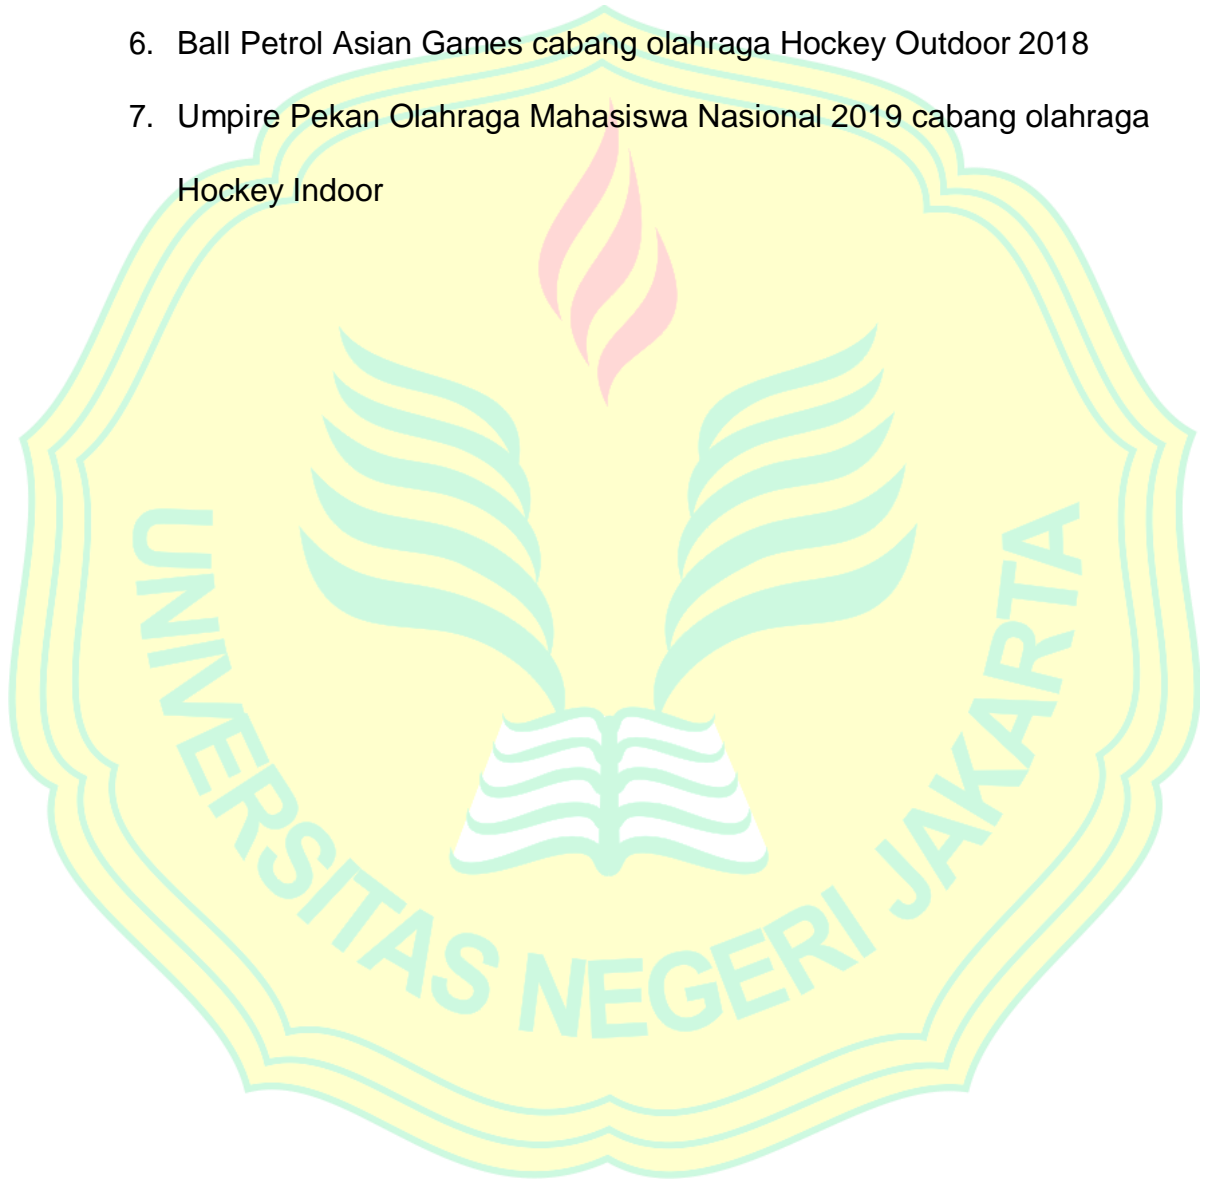 6. Ball Petrol Asian Games cabang olahraga Hockey Outdoor 2018
7. Umpire Pekan Olahraga Mahasiswa Nasional 2019 cabang olahraga
Hockey Indoor
UNIVERSITAS NEGERI JAKARTA